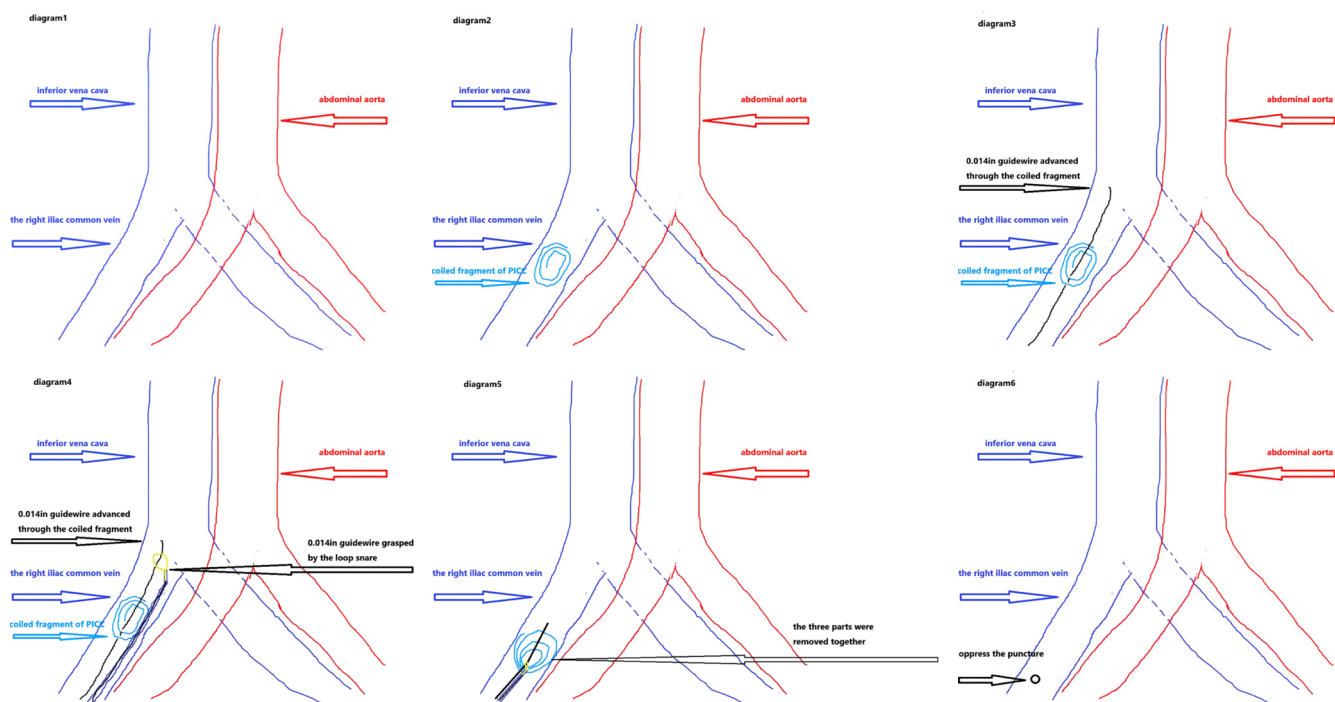 diagram1
inferior vena cava
abdominal aorta
the right iliac common vein
diagram2
inferior vena cava
abdominal aorta
the right iliac common vein
coiled fragment of PICC
diagram3
inferior vena cava
abdominal aorta
0.014in guidewire advanced
through the coiled fragment
the right iliac common vein
coiled fragment of PICC
diagram4
inferior vena cava
abdominal aorta
0.014in guidewire advanced
through the coiled fragment
0.014in guidewire grasped
by the loop snare
the right iliac common vein
coiled fragment of PICC
diagram5
inferior vena cava
abdominal aorta
the right iliac common vein
the three parts were
removed together
diagram6
inferior vena cava
abdominal aorta
the right iliac common vein
oppress the puncture